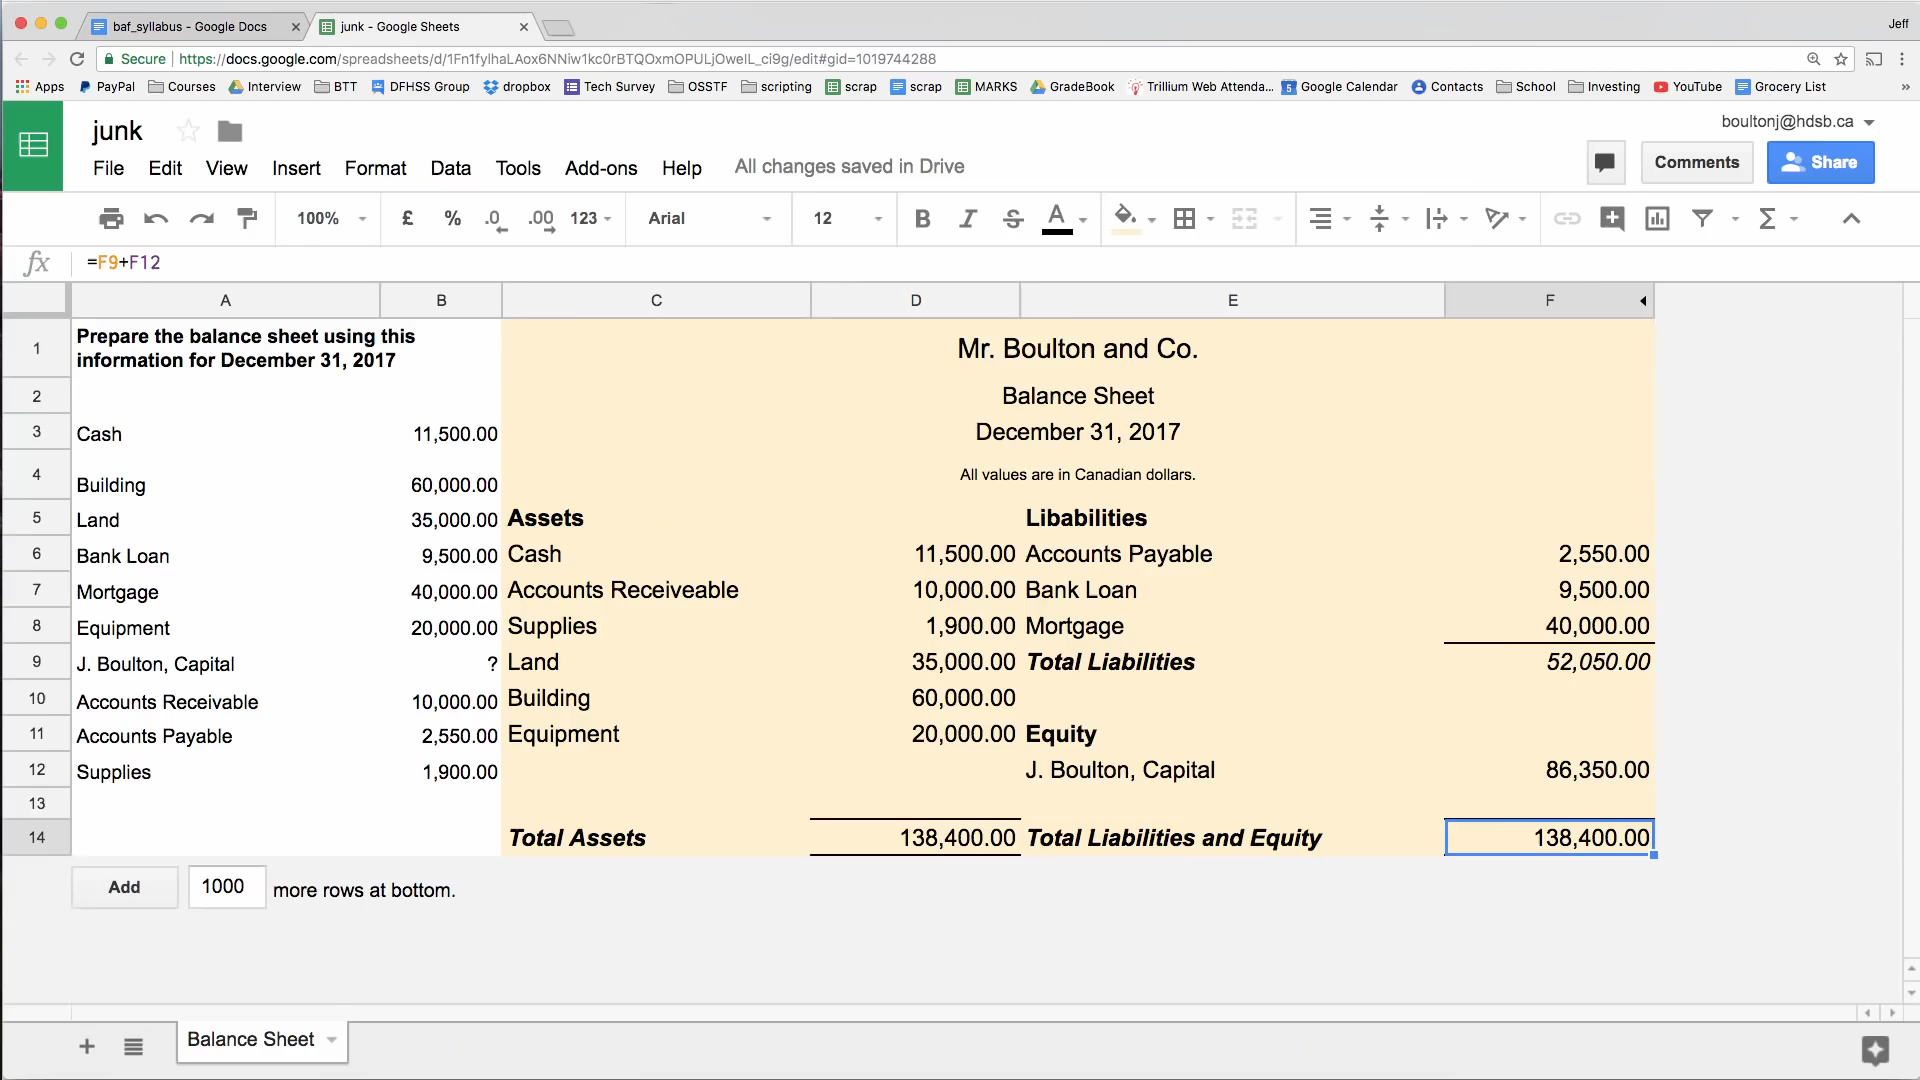 baf_syllabus - Google Docs
junk - Google Sheets
Jeff
Secure https://docs.google.com/spreadsheets/d/1Fn1fyIhaLAox6NNiw1kc0rBTQOxmOPULjOweIL_ci9g/edit#gid=1019744288
Apps PayPal Courses Interview BTT DFHSS Group dropbox Tech Survey OSSTF scripting scrap scrap MARKS GradeBook Trillium Web Attenda... Google Calendar Contacts School Investing YouTube Grocery List
junk
boultonj@hdsb.ca
File Edit View Insert Format Data Tools Add-ons Help All changes saved in Drive
Comments Share
100% £ % .0 .00 123 Arial 12 B I S A Σ
fx =F9+F12
A B C D E F
1 Prepare the balance sheet using this
information for December 31, 2017
Mr. Boulton and Co.
2 Balance Sheet
3 Cash 11,500.00 December 31, 2017
4 Building 60,000.00 All values are in Canadian dollars.
5 Land 35,000.00 Assets Libabilities
6 Bank Loan 9,500.00 Cash 11,500.00 Accounts Payable 2,550.00
7 Mortgage 40,000.00 Accounts Receiveable 10,000.00 Bank Loan 9,500.00
8 Equipment 20,000.00 Supplies 1,900.00 Mortgage 40,000.00
9 J. Boulton, Capital ? Land 35,000.00 Total Liabilities 52,050.00
10 Accounts Receivable 10,000.00 Building 60,000.00
11 Accounts Payable 2,550.00 Equipment 20,000.00 Equity
12 Supplies 1,900.00 J. Boulton, Capital 86,350.00
13
14 Total Assets 138,400.00 Total Liabilities and Equity 138,400.00
Add 1000 more rows at bottom.
Balance Sheet